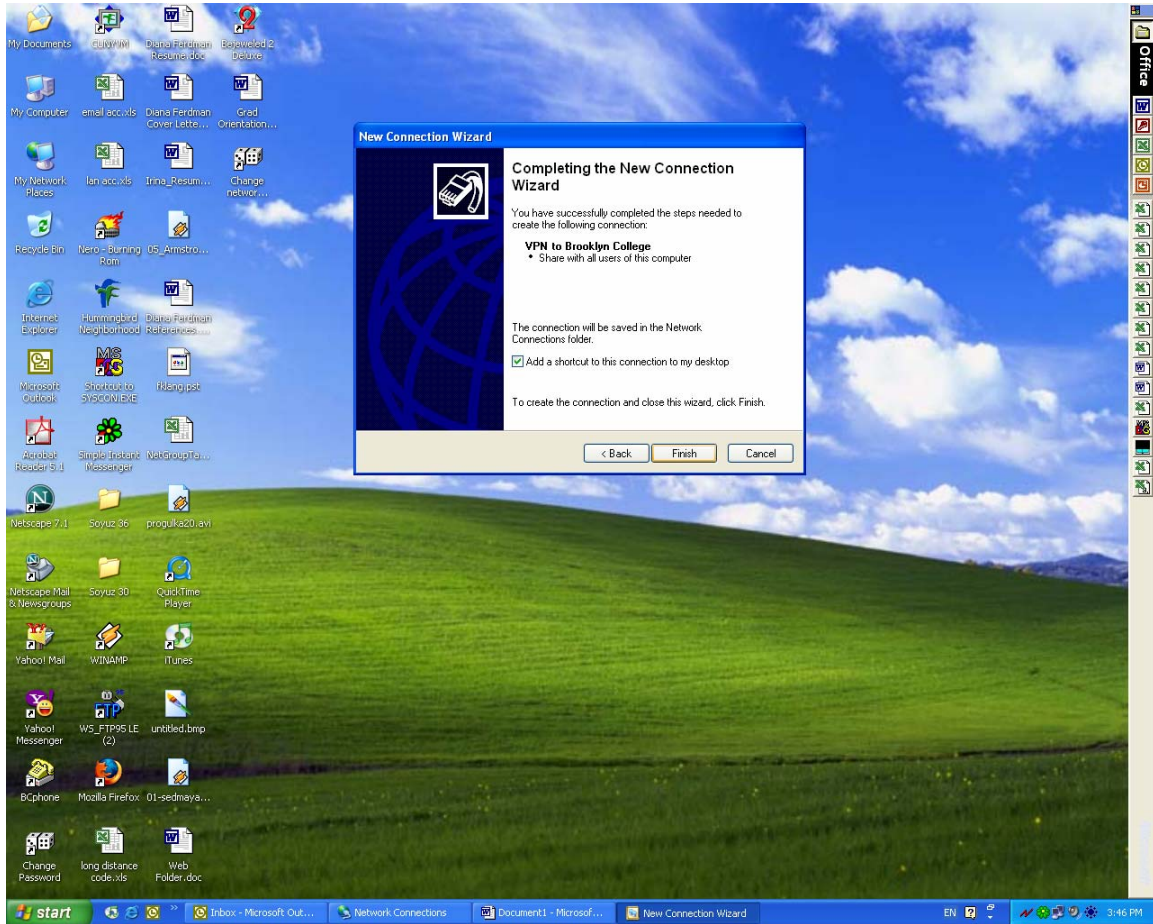 My Documents
Diana Ferdman
Resume.doc
Bejeweled 2
Deluxe
My Computer
email acc.xls
Diana Ferdman
Cover Lette...
Grad
Orientation...
My Network
Places
lan acc.xls
Irina_Resum...
Change
networ...
Recycle Bin
Nero - Burning
Rom
05_Armstro...
Internet
Explorer
Hummingbird
Neighborhood
Diana Ferdman
References....
Microsoft
Outlook
Shortcut to
SYSCON.EXE
fklang.pst
Acrobat
Reader 5.1
Simple Instant
Messenger
NetGroupTa...
Netscape 7.1
Soyuz 36
progulka20.avi
Netscape Mail
& Newsgroups
Soyuz 30
QuickTime
Player
Yahoo! Mail
WINAMP
iTunes
Yahoo!
Messenger
WS_FTP95 LE
(2)
untitled.bmp
BCphone
Mozilla Firefox
01-sedmaya...
Change
Password
long distance
code.xls
Web
Folder.doc
New Connection Wizard
Completing the New Connection
Wizard
You have successfully completed the steps needed to
create the following connection:
VPN to Brooklyn College
• Share with all users of this computer
The connection will be saved in the Network
Connections folder.
Add a shortcut to this connection to my desktop
To create the connection and close this wizard, click Finish.
< Back
Finish
Cancel
Office
start
Inbox - Microsoft Out...
Network Connections
Document1 - Microsof...
New Connection Wizard
EN
3:46 PM